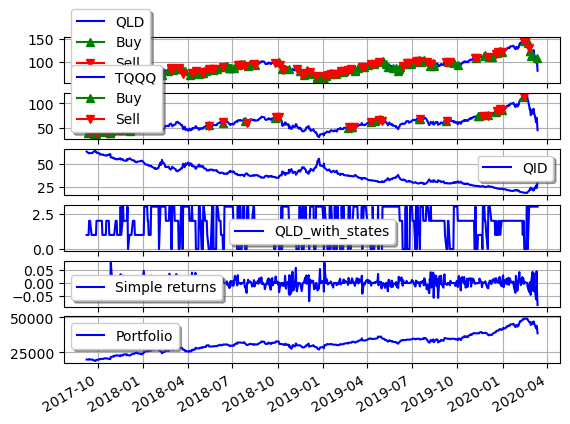 QLD
Buy
Sell
150
100
TQQQ
Buy
Sell
100
50
QID
50
25
2.5
0.0
QLD_with_states
0.05
0.00
−0.05
Simple returns
50000
25000
Portfolio
2017-10
2018-01
2018-04
2018-07
2018-10
2019-01
2019-04
2019-07
2019-10
2020-01
2020-04